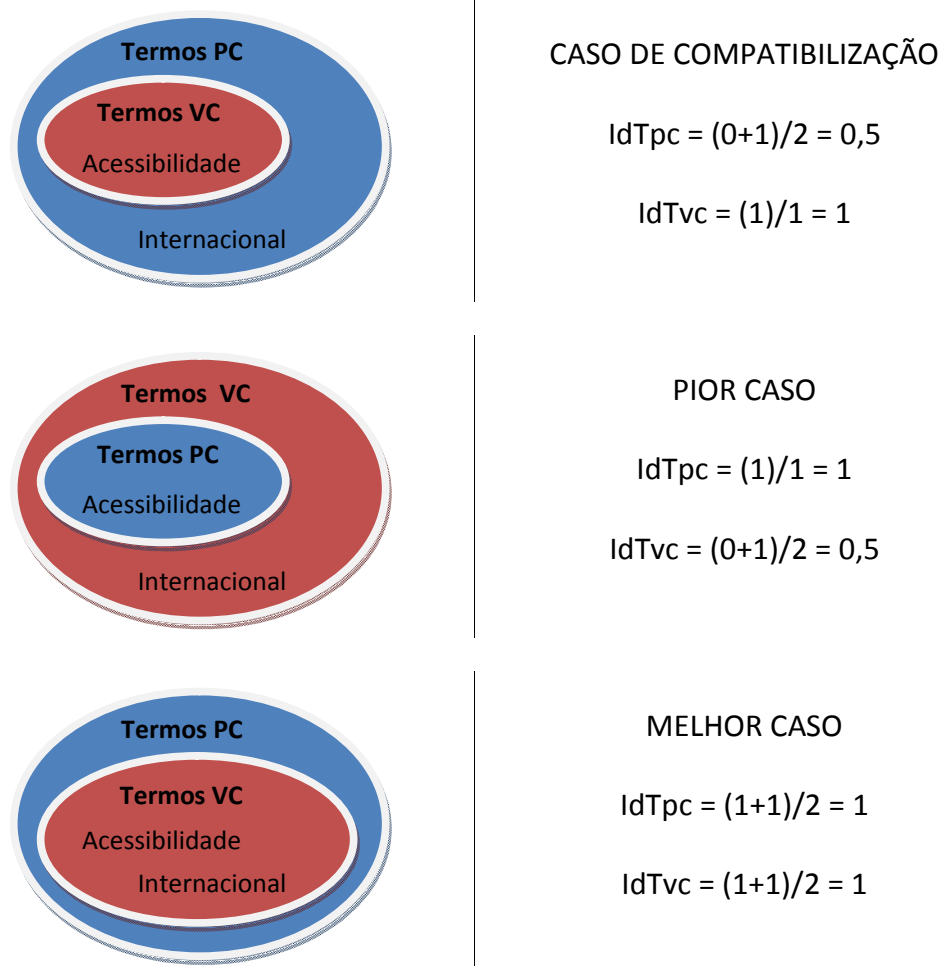 Termos PC
Termos VC
Acessibilidade
Internacional
CASO DE COMPATIBILIZAÇÃO
IdTpc = (0+1)/2 = 0,5
IdTvc = (1)/1 = 1
Termos  VC
Termos PC
Acessibilidade
Internacional
PIOR CASO
IdTpc = (1)/1 = 1
IdTvc = (0+1)/2 = 0,5
Termos PC
Termos VC
Acessibilidade
Internacional
MELHOR CASO
IdTpc = (1+1)/2 = 1
IdTvc = (1+1)/2 = 1